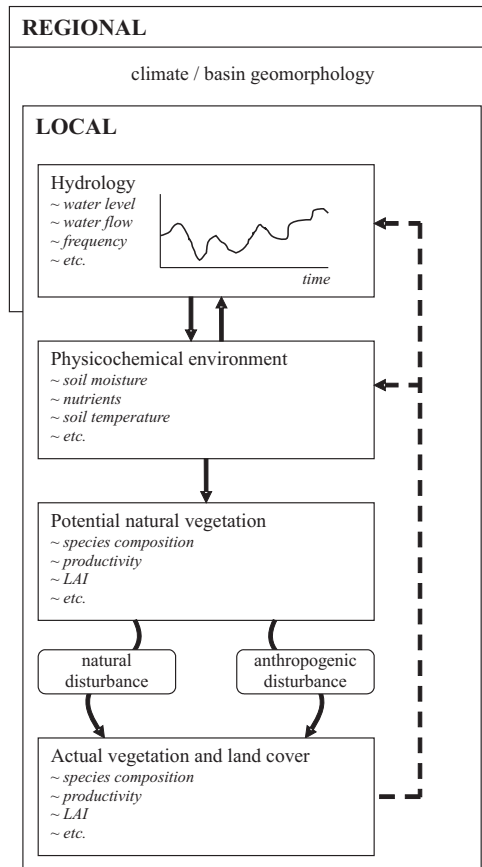 REGIONAL
climate / basin geomorphology
LOCAL
Hydrology
~ water level
~ water flow
~ frequency
~ etc.
time
Physicochemical environment
~ soil moisture
~ nutrients
~ soil temperature
~ etc.
Potential natural vegetation
~ species composition
~ productivity
~ LAI
~ etc.
natural
disturbance
anthropogenic
disturbance
Actual vegetation and land cover
~ species composition
~ productivity
~ LAI
~ etc.